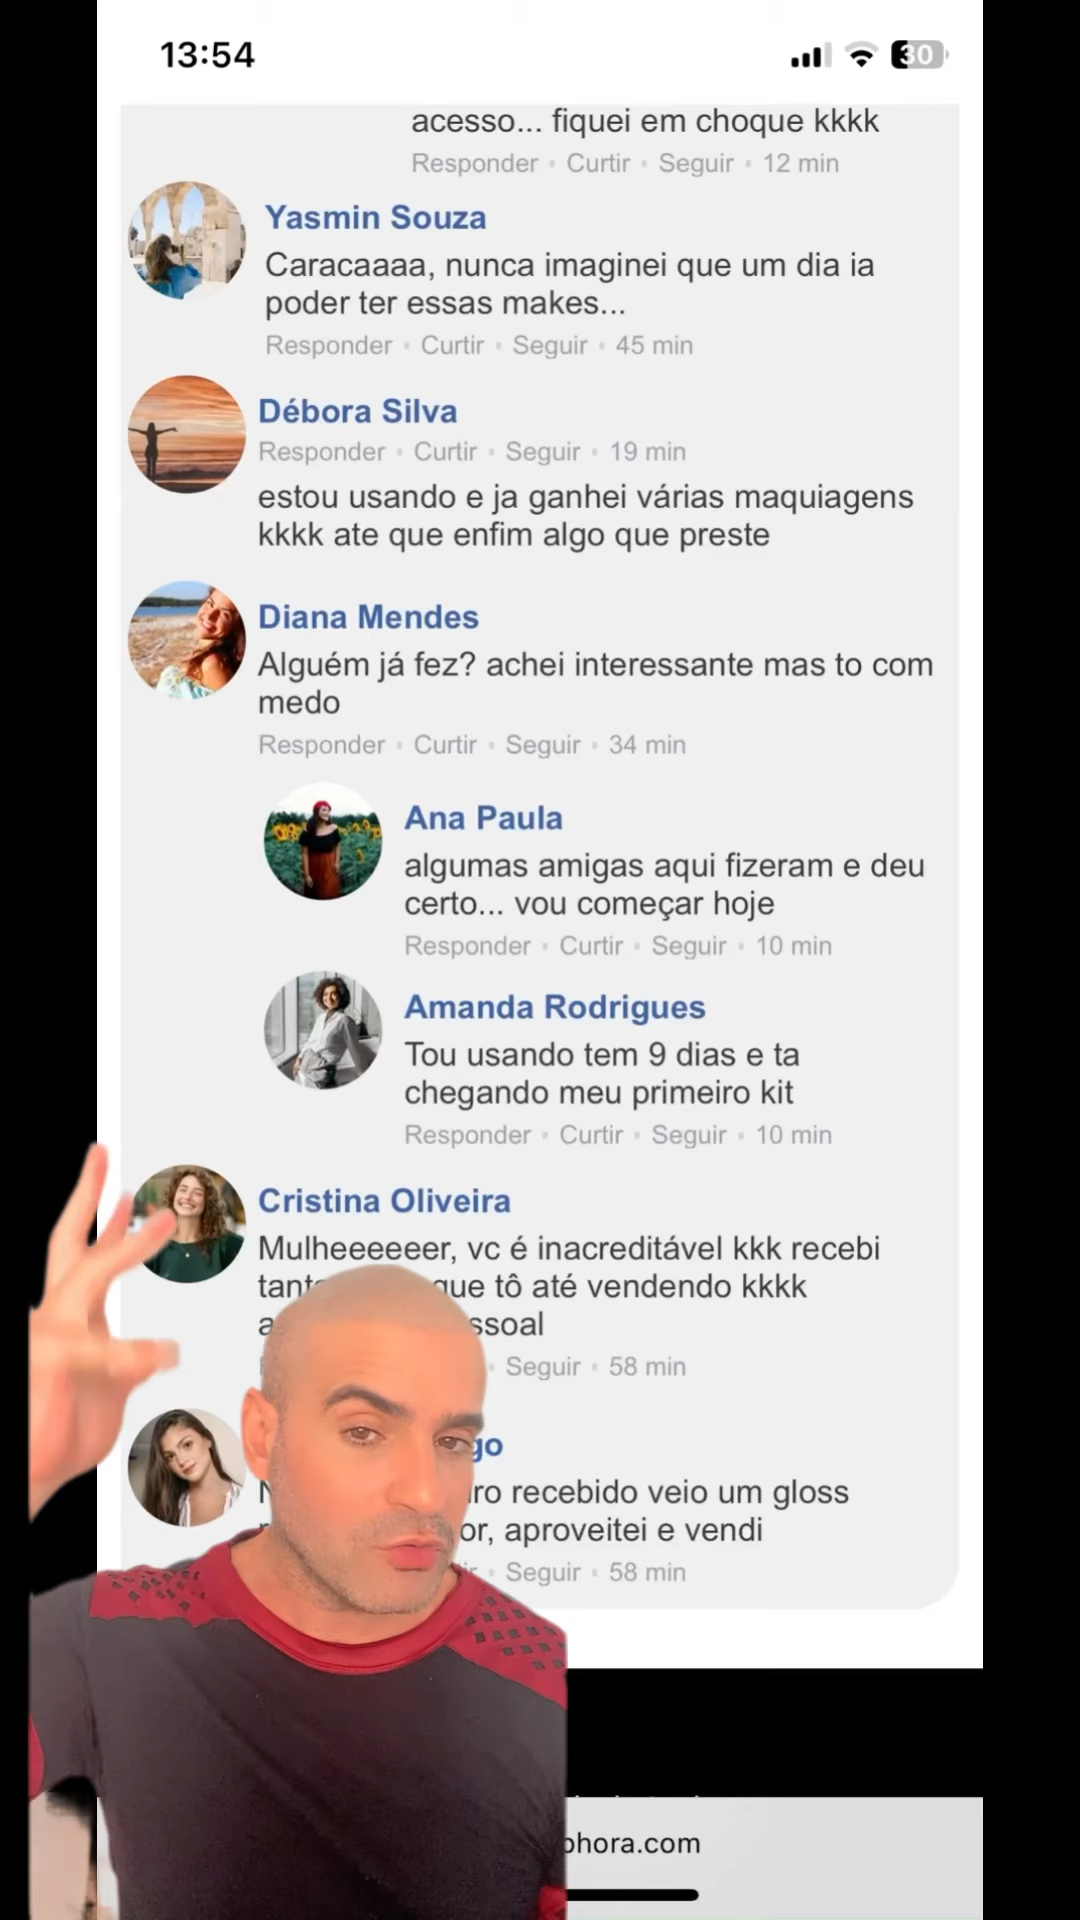 13:54
30
acesso... fiquei em choque kkkk
Responder • Curtir • Seguir • 12 min
Yasmin Souza
Caracaaaa, nunca imaginei que um dia ia
poder ter essas makes...
Responder • Curtir • Seguir • 45 min
Débora Silva
Responder • Curtir • Seguir • 19 min
estou usando e ja ganhei várias maquiagens
kkkk ate que enfim algo que preste
Diana Mendes
Alguém já fez? achei interessante mas to com
medo
Responder • Curtir • Seguir • 34 min
Ana Paula
algumas amigas aqui fizeram e deu
certo... vou começar hoje
Responder • Curtir • Seguir • 10 min
Amanda Rodrigues
Tou usando tem 9 dias e ta
chegando meu primeiro kit
Responder • Curtir • Seguir • 10 min
Cristina Oliveira
Mulheeeeeer, vc é inacreditável kkk recebi
que tô até vendendo kkkk
Seguir • 58 min
recebido veio um gloss
aproveitei e vendi
Seguir • 58 min